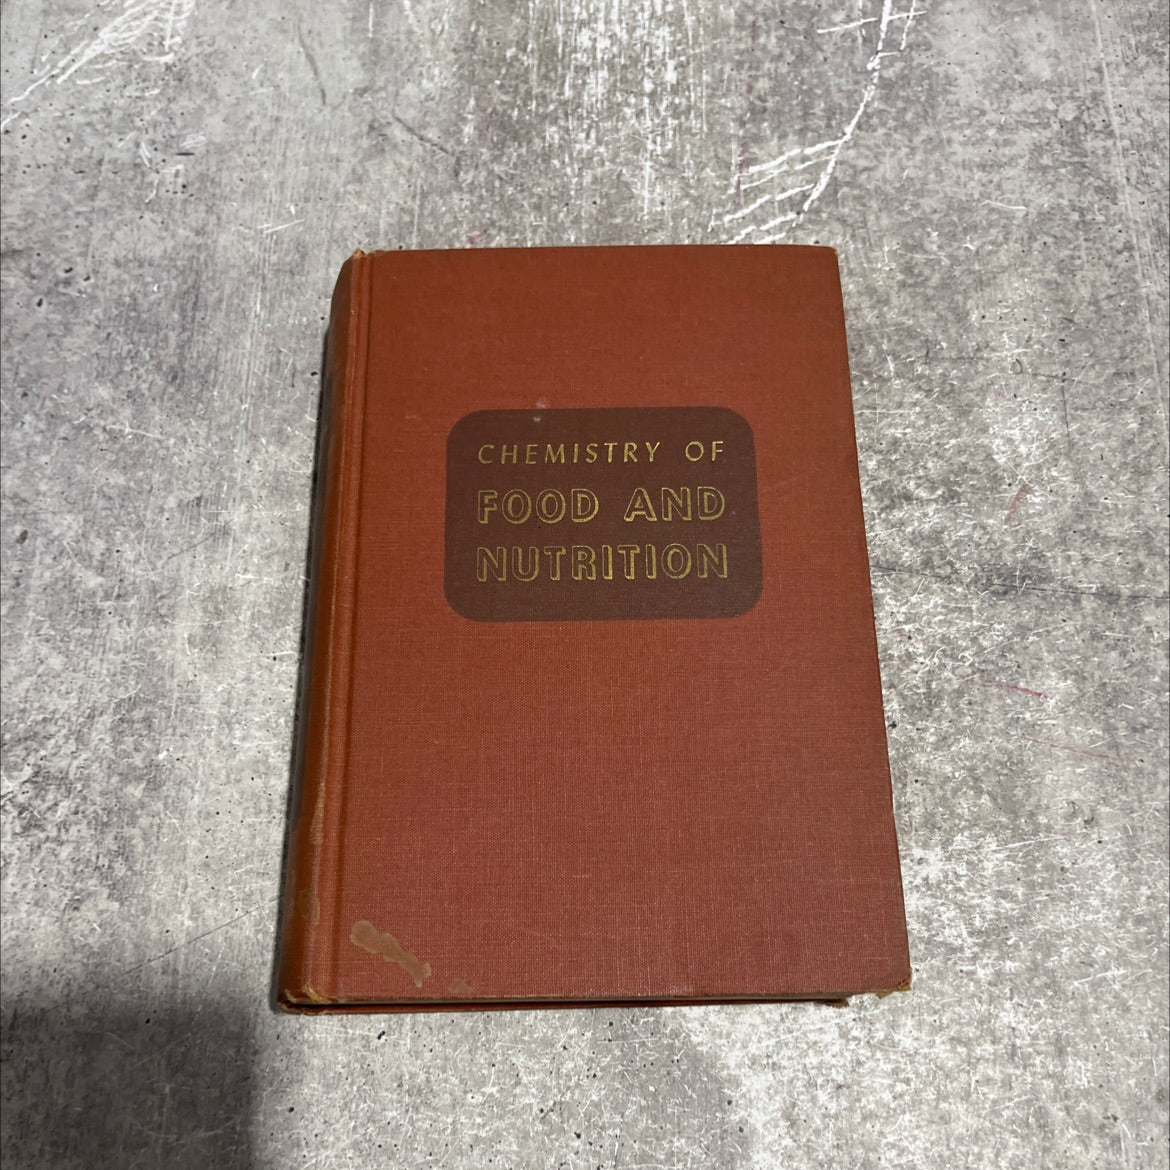 CHEMISTRY OF
FOOD AND
NUTRITION